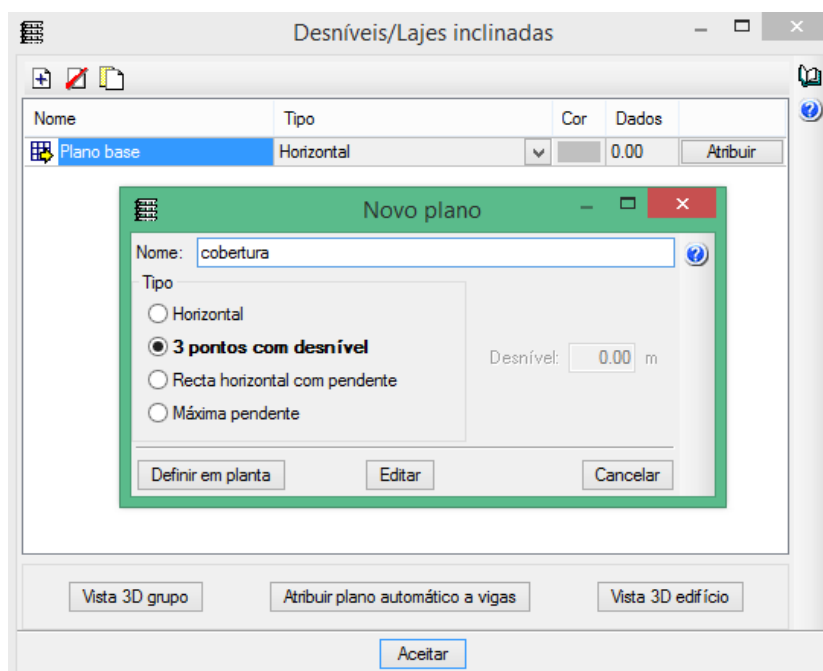 Desníveis/Lajes inclinadas
Nome Tipo Cor Dados
Plano base Horizontal 0.00 Atribuir
Novo plano
Nome: cobertura
Tipo
Horizontal
3 pontos com desnível
Desnível: 0.00 m
Recta horizontal com pendente
Máxima pendente
Definir em planta Editar Cancelar
Vista 3D grupo Atribuir plano automático a vigas Vista 3D edifício
Aceitar